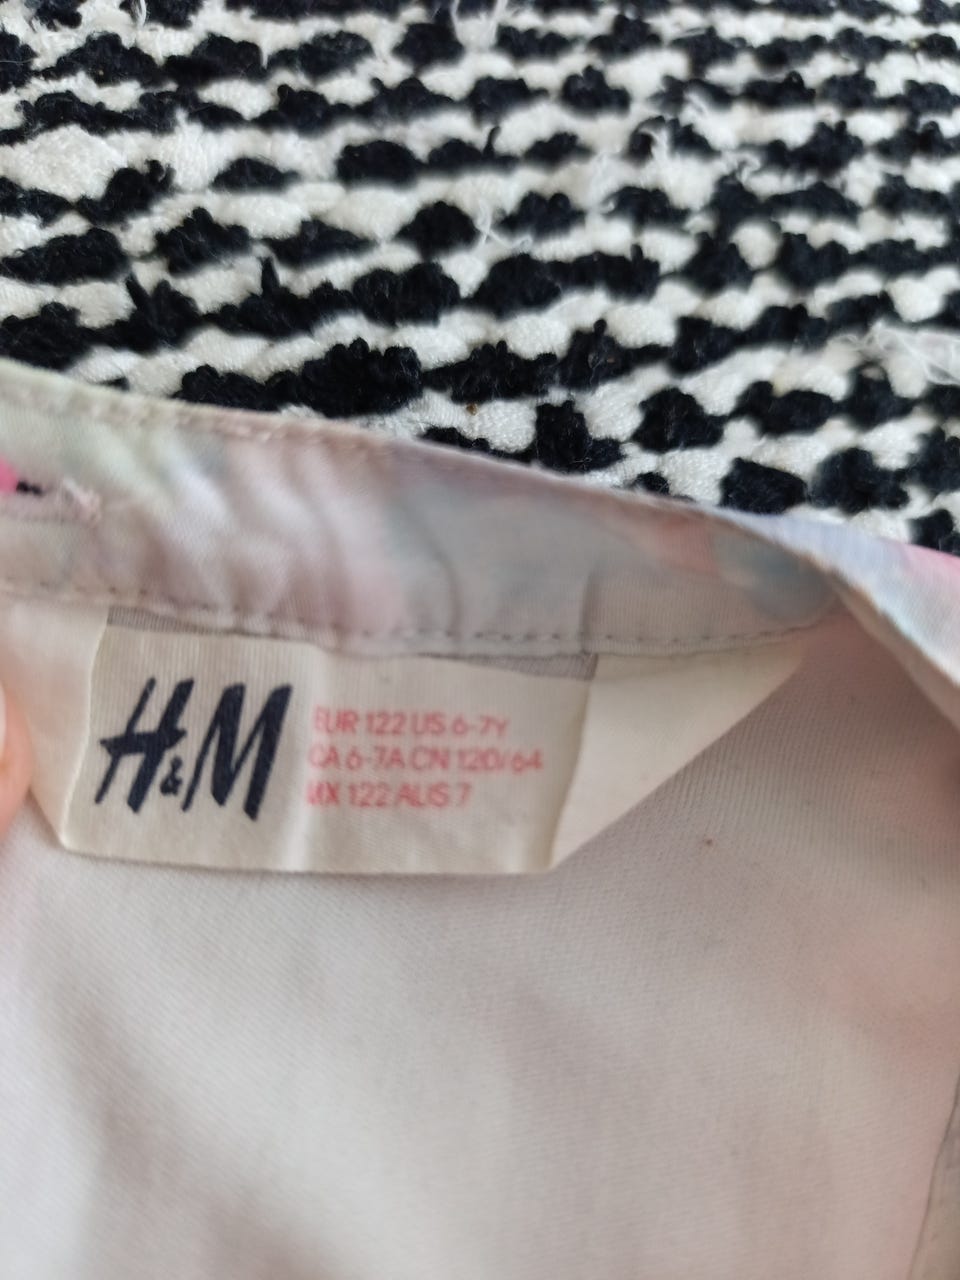 H&M
EUR 122 US 6-7Y
CA 6-7A CN 120/64
MX 122 AUS 7